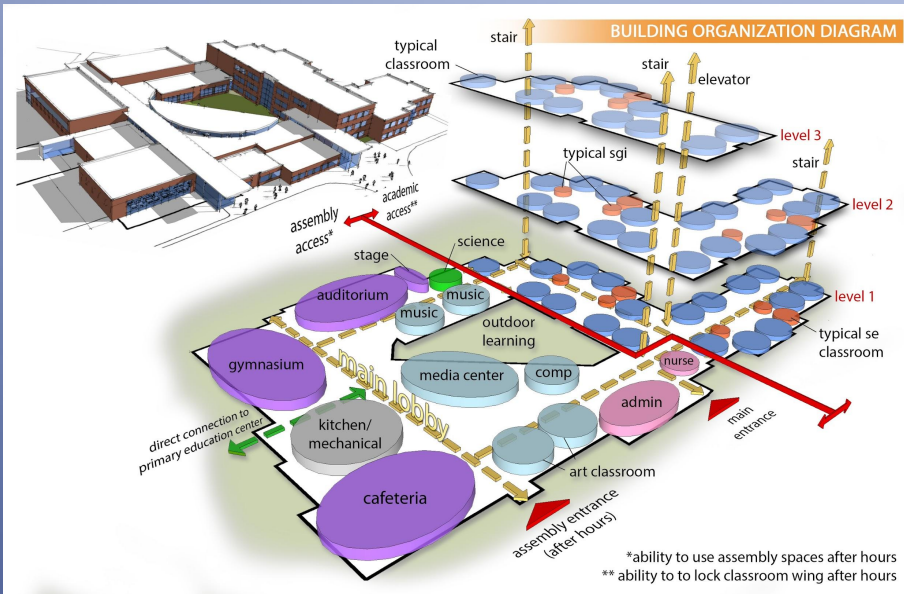 BUILDING ORGANIZATION DIAGRAM
typical
classroom
stair
stair
elevator
level 3
typical sgi
stair
level 2
assembly
access*
academic
access**
science
stage
auditorium
music
music
level 1
outdoor
learning
typical se
classroom
gymnasium
main lobby
media center
comp
nurse
admin
main
entrance
direct connection to
primary education center
kitchen/
mechanical
art classroom
cafeteria
assembly entrance
(after hours)
*ability to use assembly spaces after hours
** ability to to lock classroom wing after hours